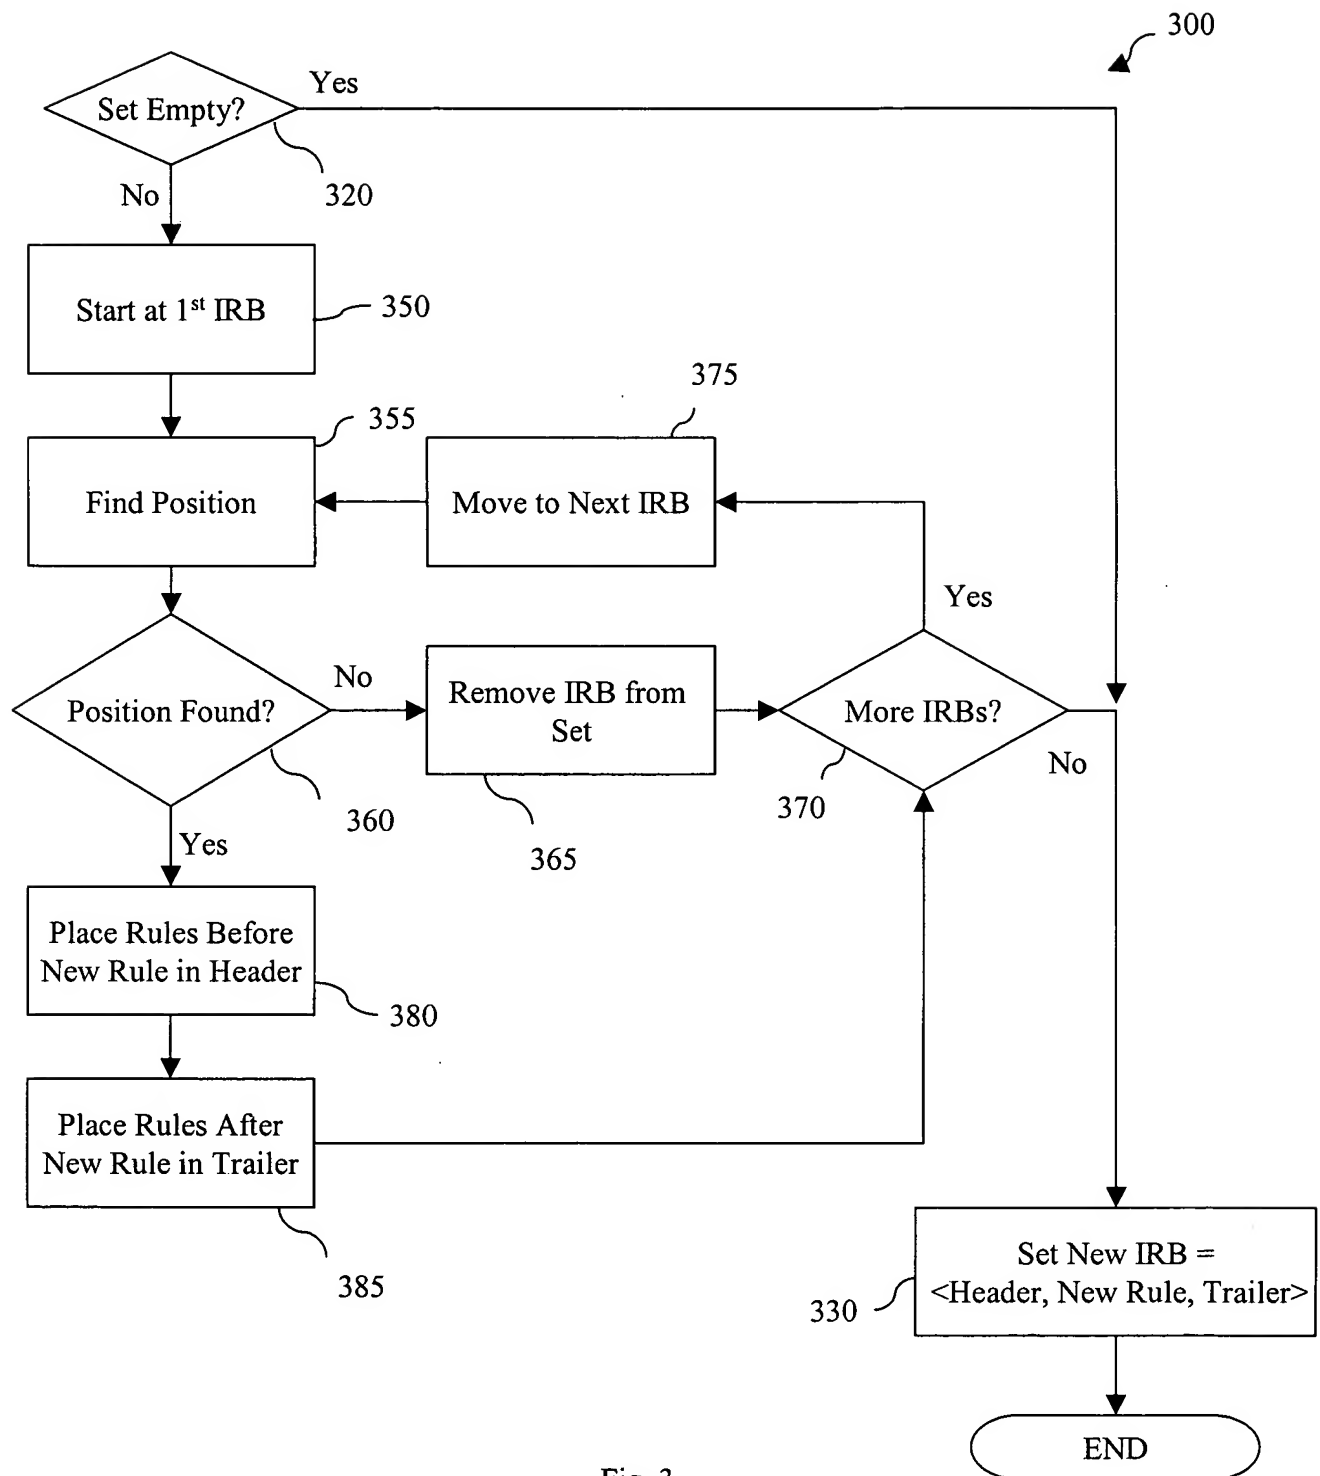 300
Yes
Set Empty?
320
No
Start at 1st IRB
350
375
355
Find Position
Move to Next IRB
Yes
No
Position Found?
Remove IRB from
Set
More IRBs?
No
360
365
370
Yes
Place Rules Before
New Rule in Header
380
Place Rules After
New Rule in Trailer
385
Set New IRB =
<Header, New Rule, Trailer>
330
END
Fig. 3